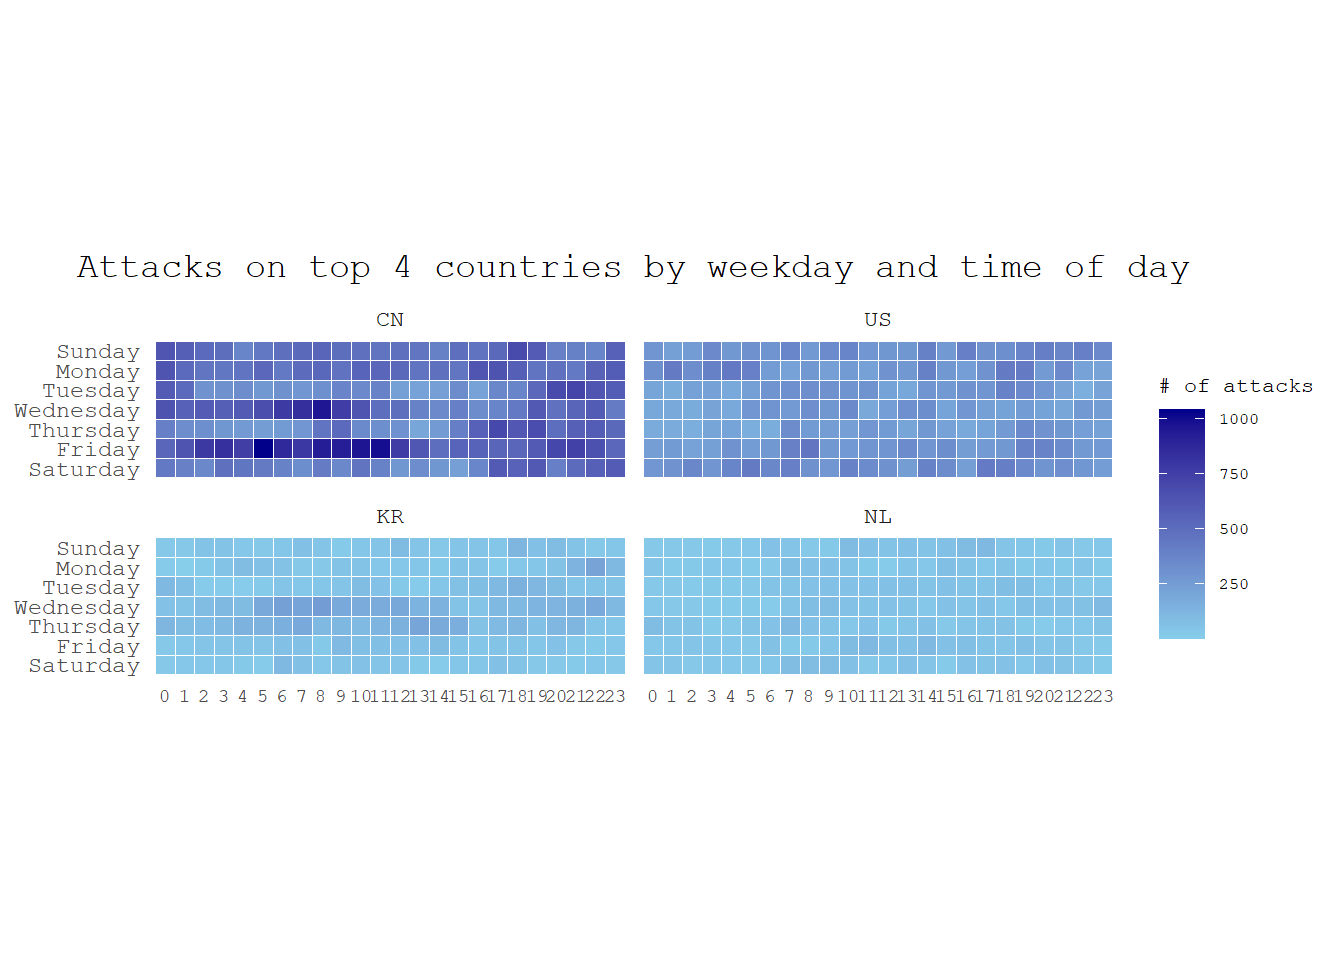 Attacks on top 4 countries by weekday and time of day
CN
US
Sunday
Monday
Tuesday
Wednesday
Thursday
Friday
Saturday
KR
NL
Sunday
Monday
Tuesday
Wednesday
Thursday
Friday
Saturday
0 1 2 3 4 5 6 7 8 9 10 11 12 13 14 15 16 17 18 19 20 21 22 23
0 1 2 3 4 5 6 7 8 9 10 11 12 13 14 15 16 17 18 19 20 21 22 23
# of attacks
1000
750
500
250